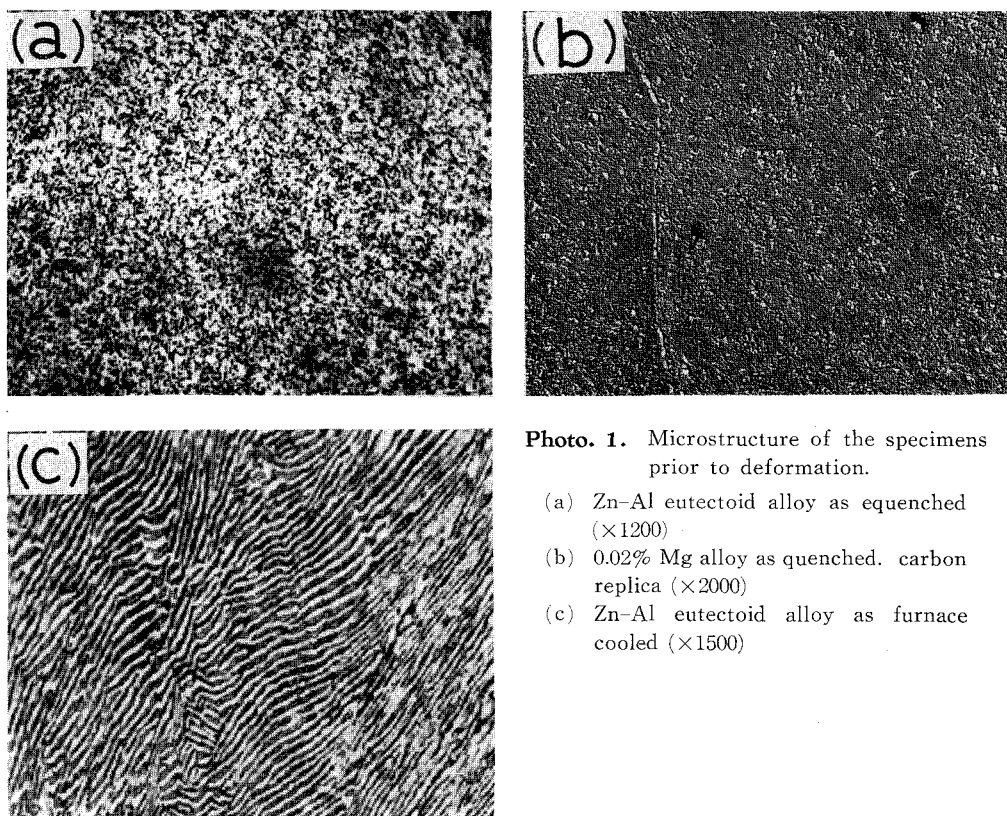 (a)
(b)
(c)
Photo. 1. Microstructure of the specimens
prior to deformation.
(a) Zn-Al eutectoid alloy as equenched
(×1200)
(b) 0.02% Mg alloy as quenched. carbon
replica (×2000)
(c) Zn-Al eutectoid alloy as furnace
cooled (×1500)